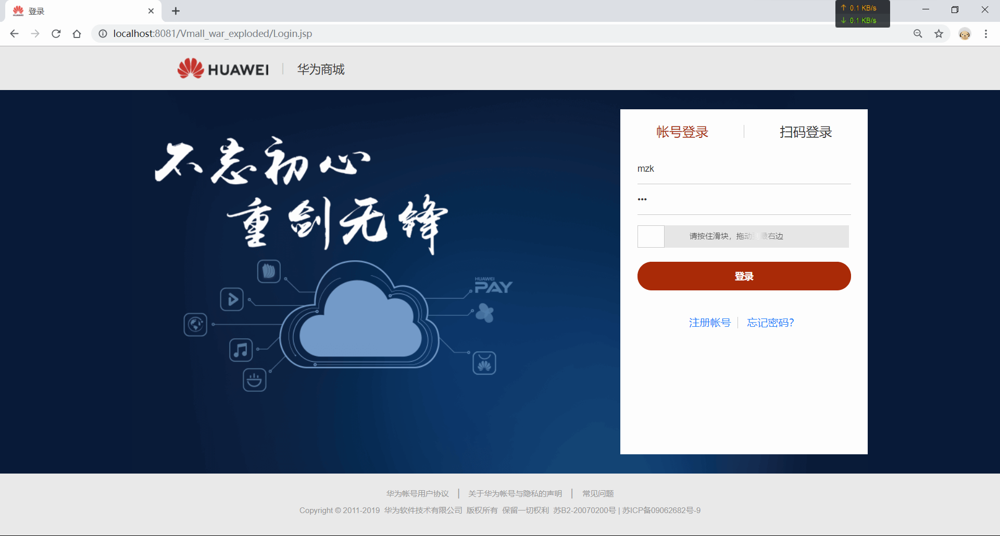 登录
↑ 0.1 KB/s
↓ 0.1 KB/s
localhost:8081/Vmall_war_exploded/Login.jsp
HUAWEI
HUAWEI | 华为商城
不忘初心
重剑无锋
HUAWEI
PAY
帐号登录 | 扫码登录
mzk
•••
请按住滑块，拖动到最右边
登录
注册帐号 | 忘记密码?
华为帐号用户协议 | 关于华为帐号与隐私的声明 | 常见问题
Copyright © 2011-2019 华为软件技术有限公司 版权所有 保留一切权利 苏B2-20070200号 | 苏ICP备09062682号-9